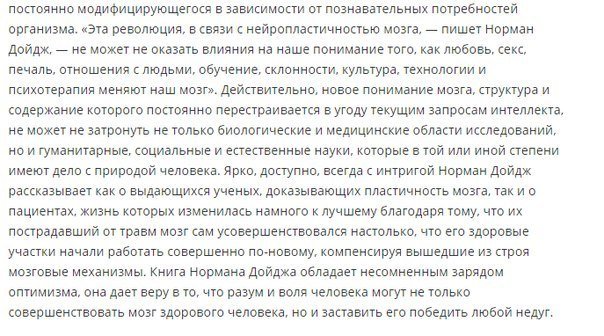 постоянно модифицирующегося в зависимости от познавательных потребностей
организма. «Эта революция, в связи с нейропластичностью мозга, — пишет Норман
Дойдж, — не может не оказать влияния на наше понимание того, как любовь, секс,
печаль, отношения с людьми, обучение, склонности, культура, технологии и
психотерапия меняют наш мозг». Действительно, новое понимание мозга, структура и
содержание которого постоянно перестраивается в угоду текущим запросам интеллекта,
не может не затронуть не только биологические и медицинские области исследований,
но и гуманитарные, социальные и естественные науки, которые в той или иной степени
имеют дело с природой человека. Ярко, доступно, всегда с интригой Норман Дойдж
рассказывает как о выдающихся ученых, доказывающих пластичность мозга, так и о
пациентах, жизнь которых изменилась намного к лучшему благодаря тому, что их
пострадавший от травм мозг сам усовершенствовался настолько, что его здоровые
участки начали работать совершенно по-новому, компенсируя вышедшие из строя
мозговые механизмы. Книга Нормана Дойджа обладает несомненным зарядом
оптимизма, она дает веру в то, что разум и воля человека могут не только
совершенствовать мозг здорового человека, но и заставить его победить любой недуг.